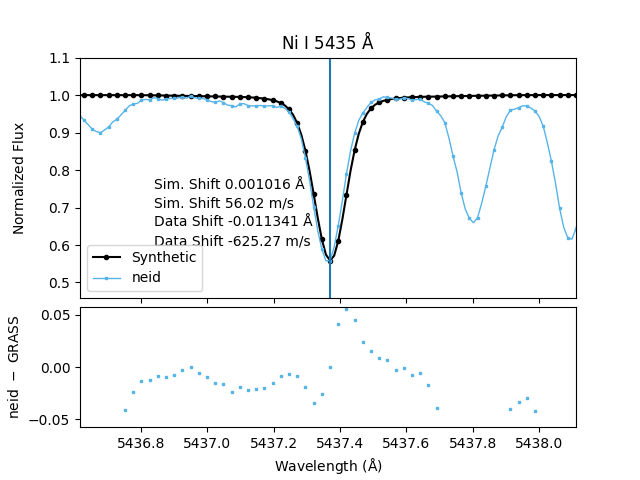 Ni I 5435 Å
1.1
1.0
0.9
0.8
0.7
0.6
0.5
Normalized Flux
Sim. Shift 0.001016 Å
Sim. Shift 56.02 m/s
Data Shift -0.011341 Å
Data Shift -625.27 m/s
Synthetic
neid
0.05
0.00
−0.05
neid − GRASS
5436.8 5437.0 5437.2 5437.4 5437.6 5437.8 5438.0
Wavelength (Å)